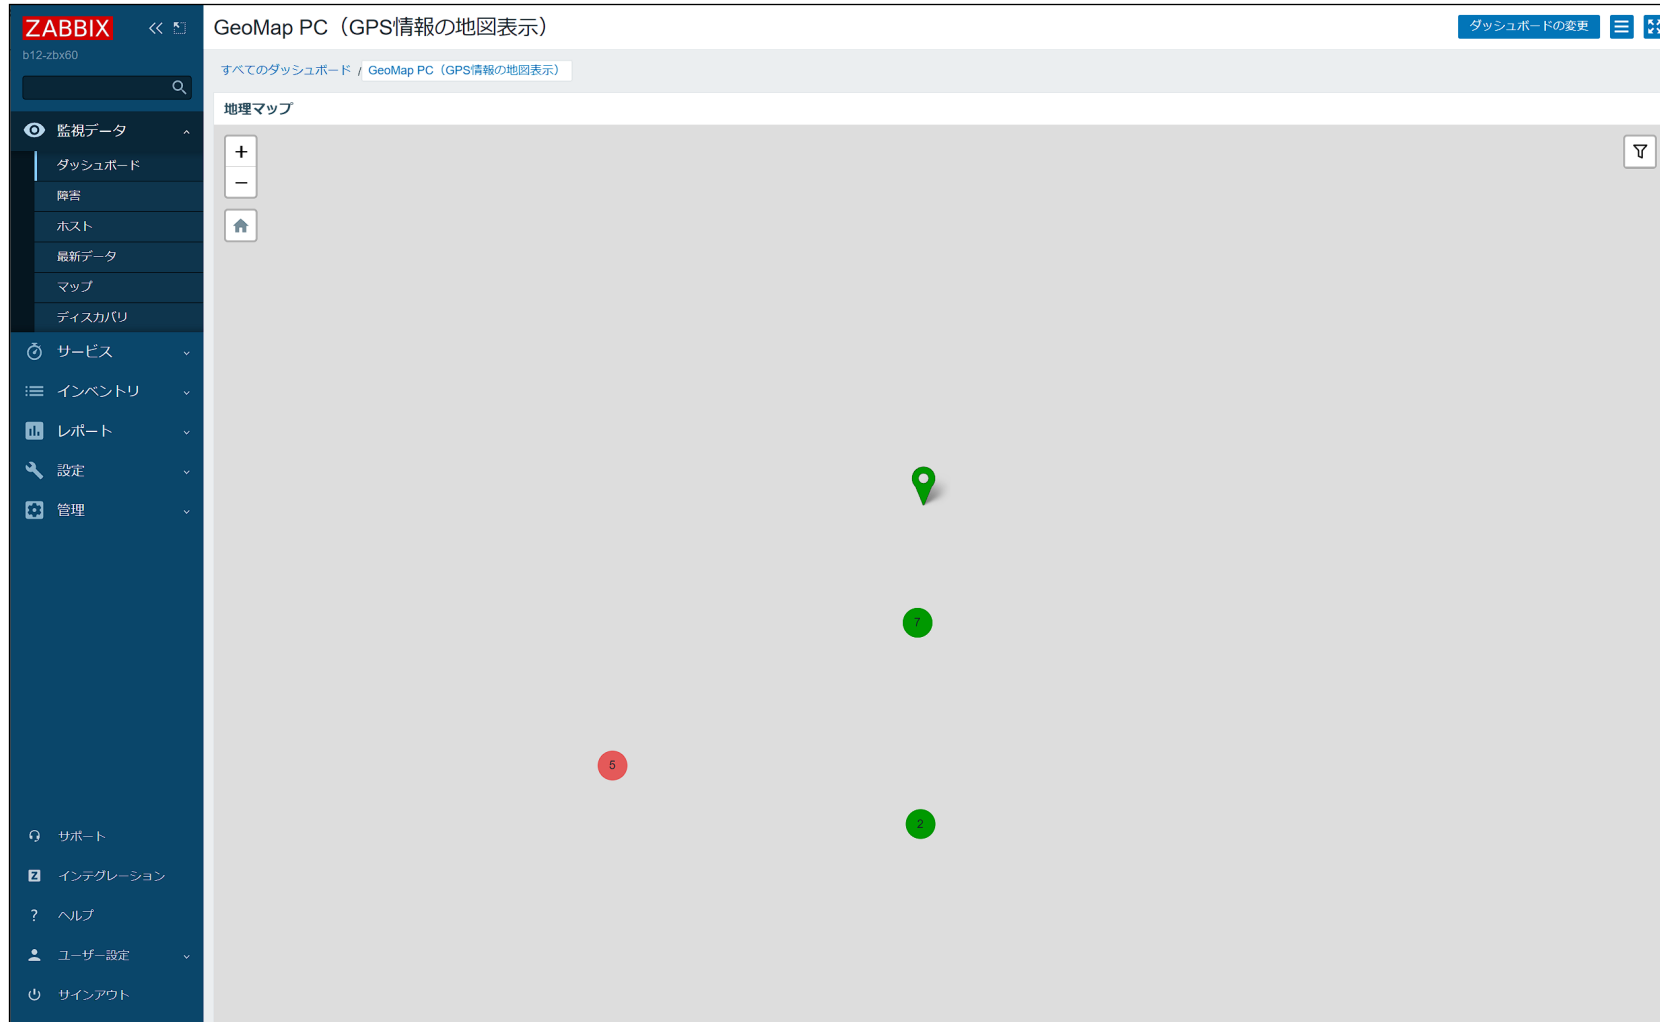 ZABBIX
b12-zbx60
監視データ
ダッシュボード
障害
ホスト
最新データ
マップ
ディスカバリ
サービス
インベントリ
レポート
設定
管理
サポート
Z インテグレーション
? ヘルプ
ユーザー設定
サインアウト
GeoMap PC（GPS情報の地図表示）
ダッシュボードの変更
すべてのダッシュボード / GeoMap PC（GPS情報の地図表示）
地理マップ
+
−
7
5
2